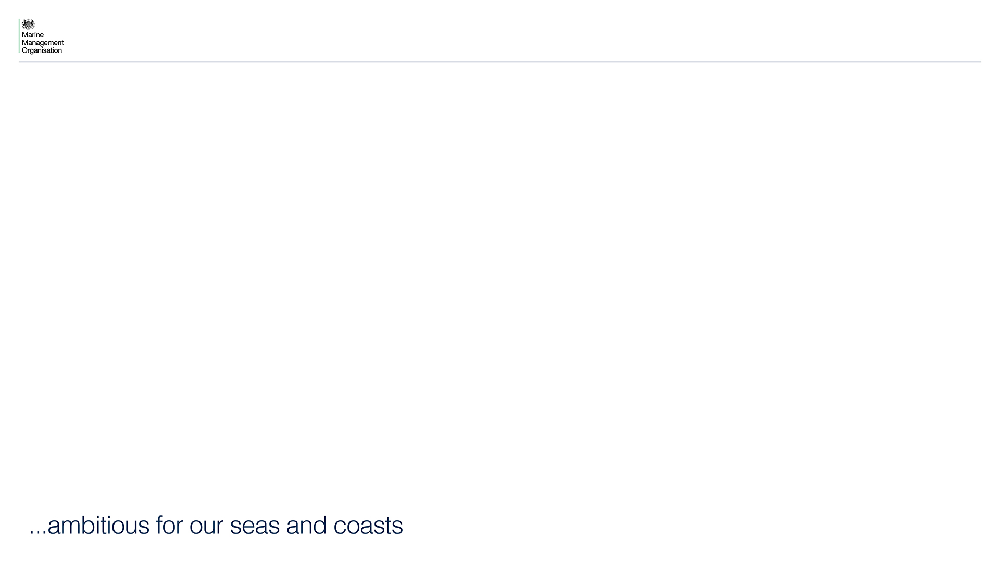 Marine
Management
Organisation
...ambitious for our seas and coasts